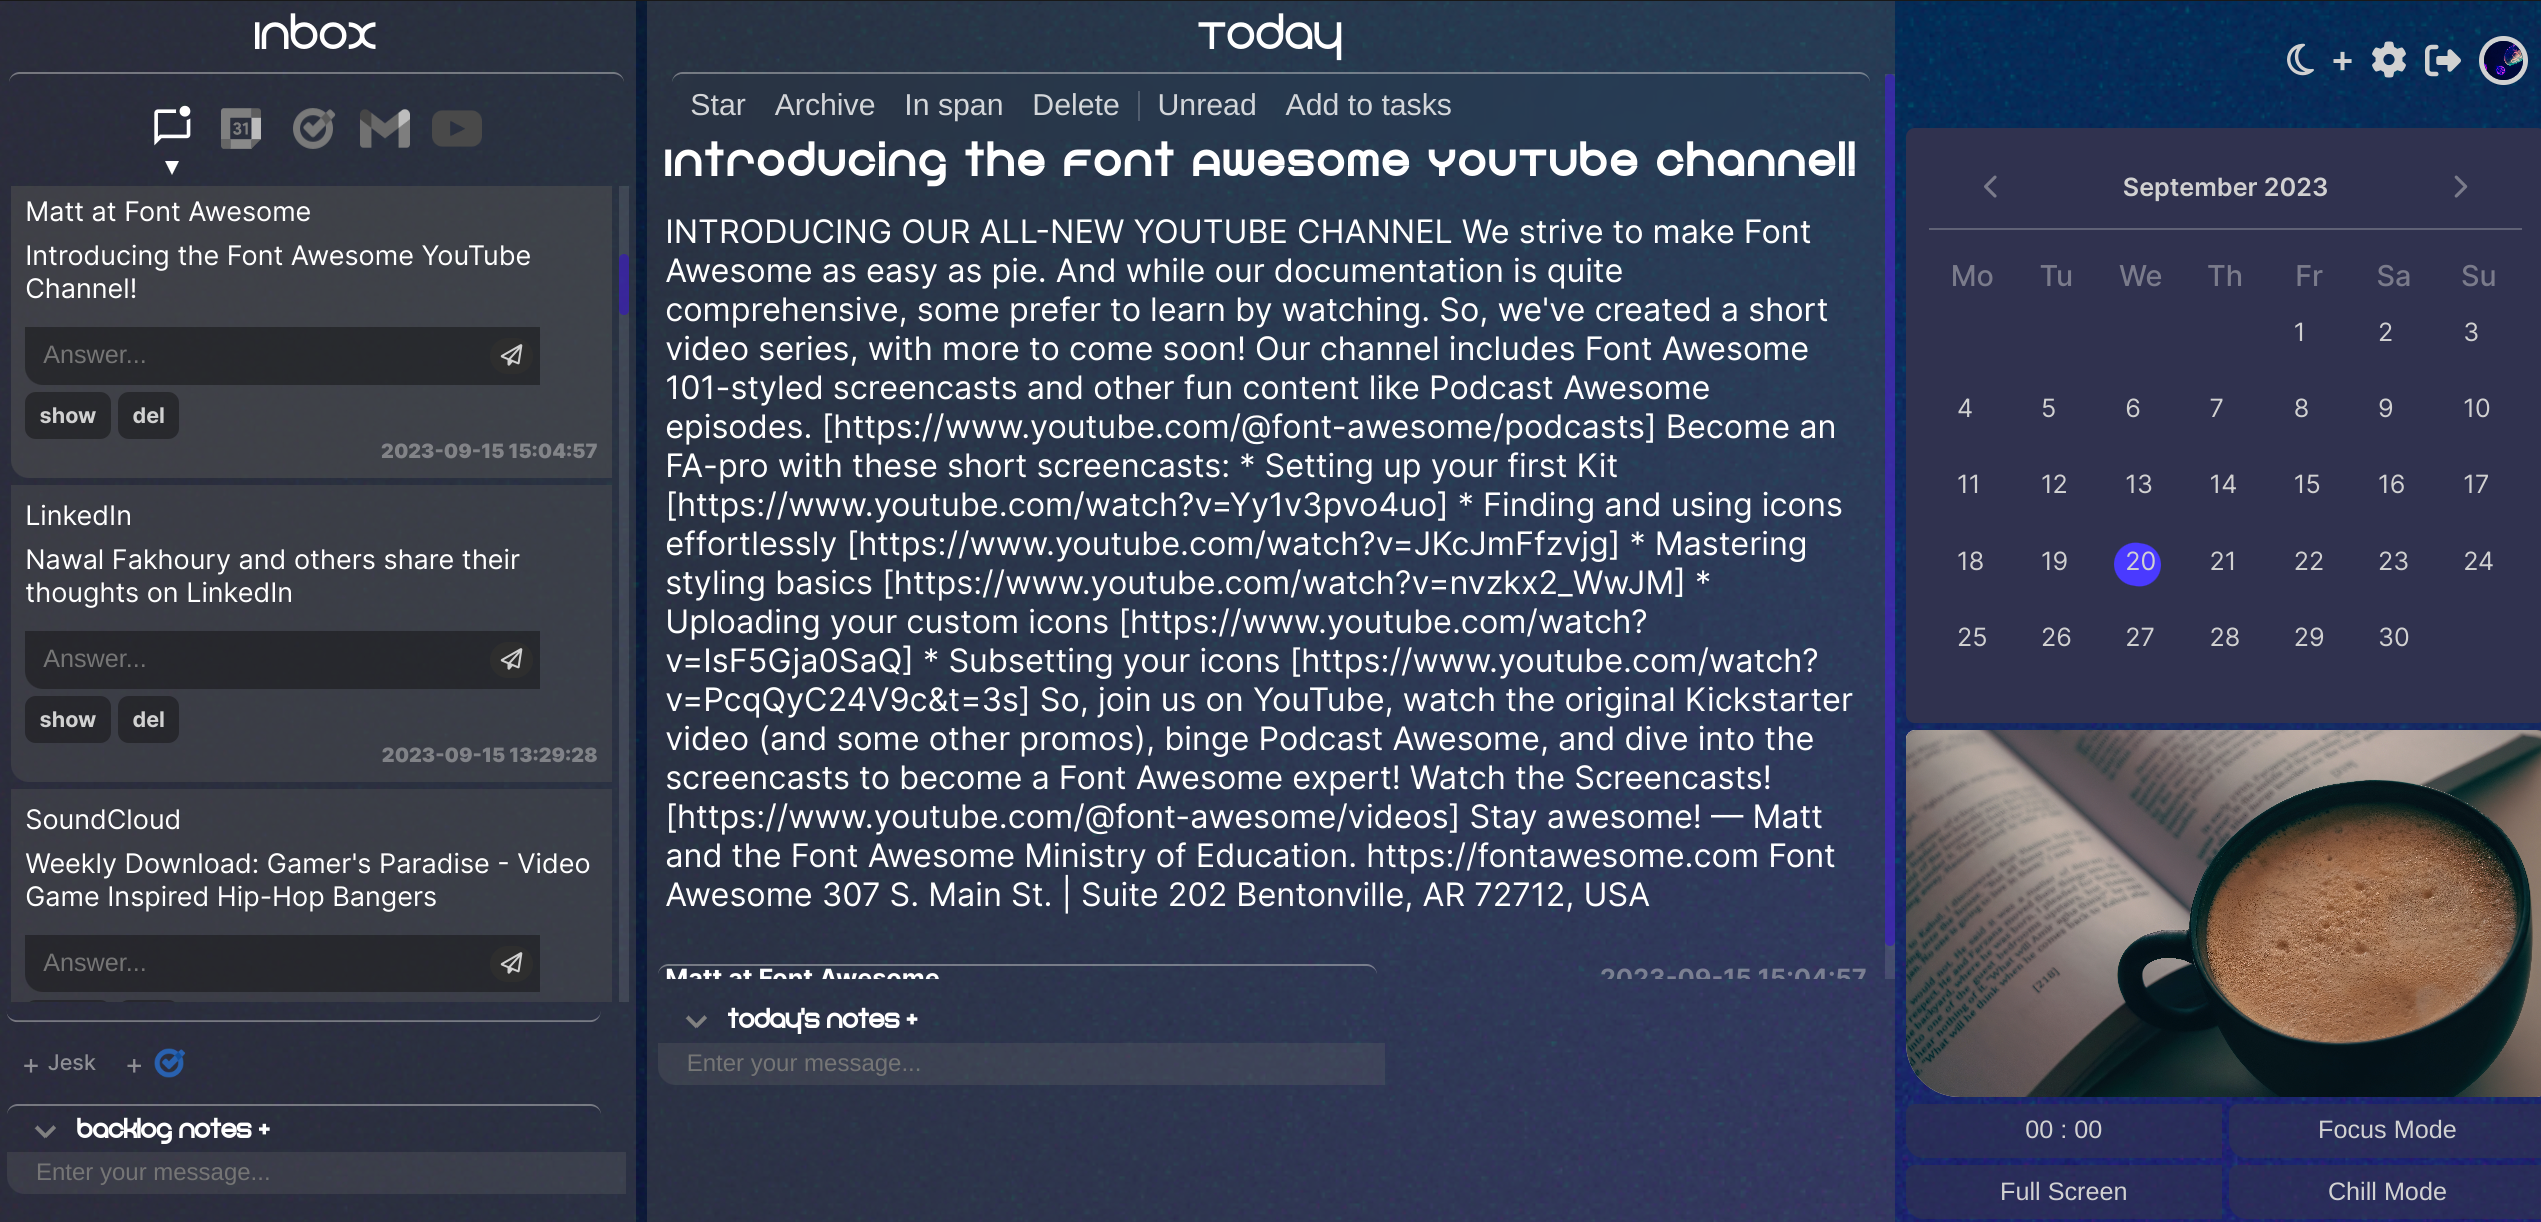 Inbox
31
Matt at Font Awesome
Introducing the Font Awesome YouTube
Channel!
Answer...
show del
2023-09-15 15:04:57
LinkedIn
Nawal Fakhoury and others share their
thoughts on LinkedIn
Answer...
show del
2023-09-15 13:29:28
SoundCloud
Weekly Download: Gamer's Paradise - Video
Game Inspired Hip-Hop Bangers
Answer...
+ Jesk +
backlog notes +
Enter your message...
Today
Star Archive In span Delete | Unread Add to tasks
Introducing the Font Awesome YouTube Channel!
INTRODUCING OUR ALL-NEW YOUTUBE CHANNEL We strive to make Font
Awesome as easy as pie. And while our documentation is quite
comprehensive, some prefer to learn by watching. So, we've created a short
video series, with more to come soon! Our channel includes Font Awesome
101-styled screencasts and other fun content like Podcast Awesome
episodes. [https://www.youtube.com/@font-awesome/podcasts] Become an
FA-pro with these short screencasts: * Setting up your first Kit
[https://www.youtube.com/watch?v=Yy1v3pvo4uo] * Finding and using icons
effortlessly [https://www.youtube.com/watch?v=JKcJmFfzvjg] * Mastering
styling basics [https://www.youtube.com/watch?v=nvzkx2_WwJM] *
Uploading your custom icons [https://www.youtube.com/watch?
v=IsF5Gja0SaQ] * Subsetting your icons [https://www.youtube.com/watch?
v=PcqQyC24V9c&t=3s] So, join us on YouTube, watch the original Kickstarter
video (and some other promos), binge Podcast Awesome, and dive into the
screencasts to become a Font Awesome expert! Watch the Screencasts!
[https://www.youtube.com/@font-awesome/videos] Stay awesome! — Matt
and the Font Awesome Ministry of Education. https://fontawesome.com Font
Awesome 307 S. Main St. | Suite 202 Bentonville, AR 72712, USA
Matt at Font Awesome 2023-09-15 15:04:57
today's notes +
Enter your message...
+
September 2023
Mo Tu We Th Fr Sa Su
1 2 3
4 5 6 7 8 9 10
11 12 13 14 15 16 17
18 19 20 21 22 23 24
25 26 27 28 29 30
[218]
00 : 00 Focus Mode
Full Screen Chill Mode